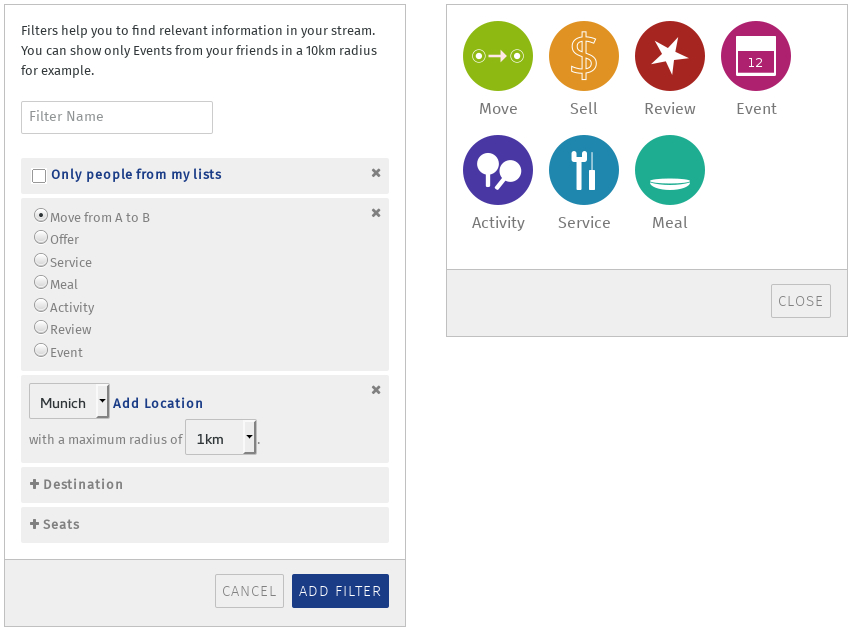 Filters help you to find relevant information in your stream.
You can show only Events from your friends in a 10km radius
for example.
Filter Name
Only people from my lists
Move from A to B
Offer
Service
Meal
Activity
Review
Event
Munich Add Location
with a maximum radius of 1km .
Destination
Seats
CANCEL ADD FILTER
12
Move Sell Review Event
Activity Service Meal
CLOSE